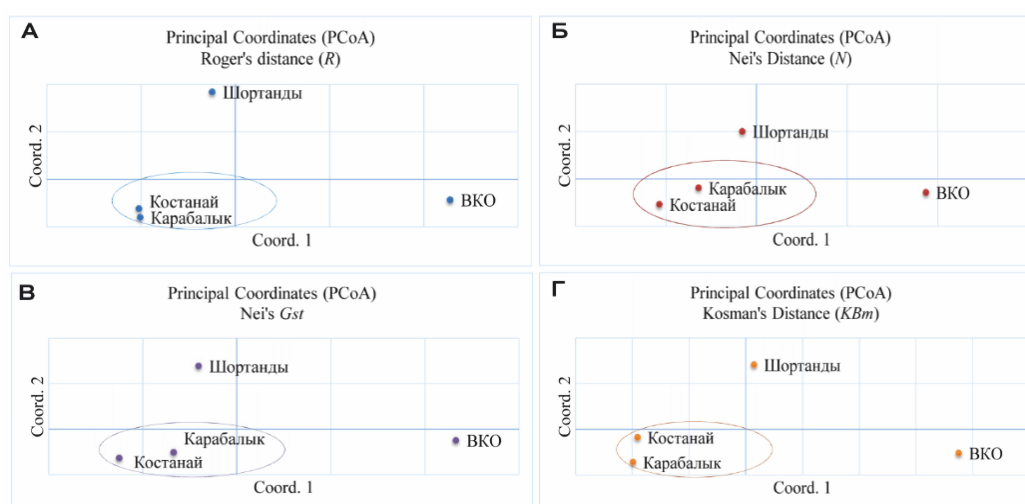 А
Principal Coordinates (PCoA)
Roger's distance (R)
Шортанды
Костанай
Карабалык
ВКО
Coord. 2
Coord. 1
Б
Principal Coordinates (PCoA)
Nei's Distance (N)
Шортанды
Карабалык
Костанай
ВКО
Coord. 2
Coord. 1
В
Principal Coordinates (PCoA)
Nei's Gst
Шортанды
Карабалык
Костанай
ВКО
Coord. 2
Coord. 1
Г
Principal Coordinates (PCoA)
Kosman's Distance (KBm)
Шортанды
Костанай
Карабалык
ВКО
Coord. 2
Coord. 1